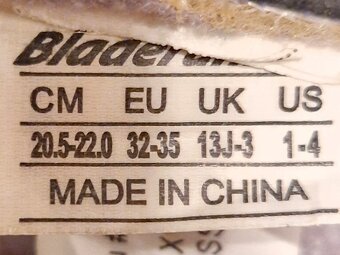 CM EU UK US
20.5-22.0 32-35 13J-3 1-4
MADE IN CHINA